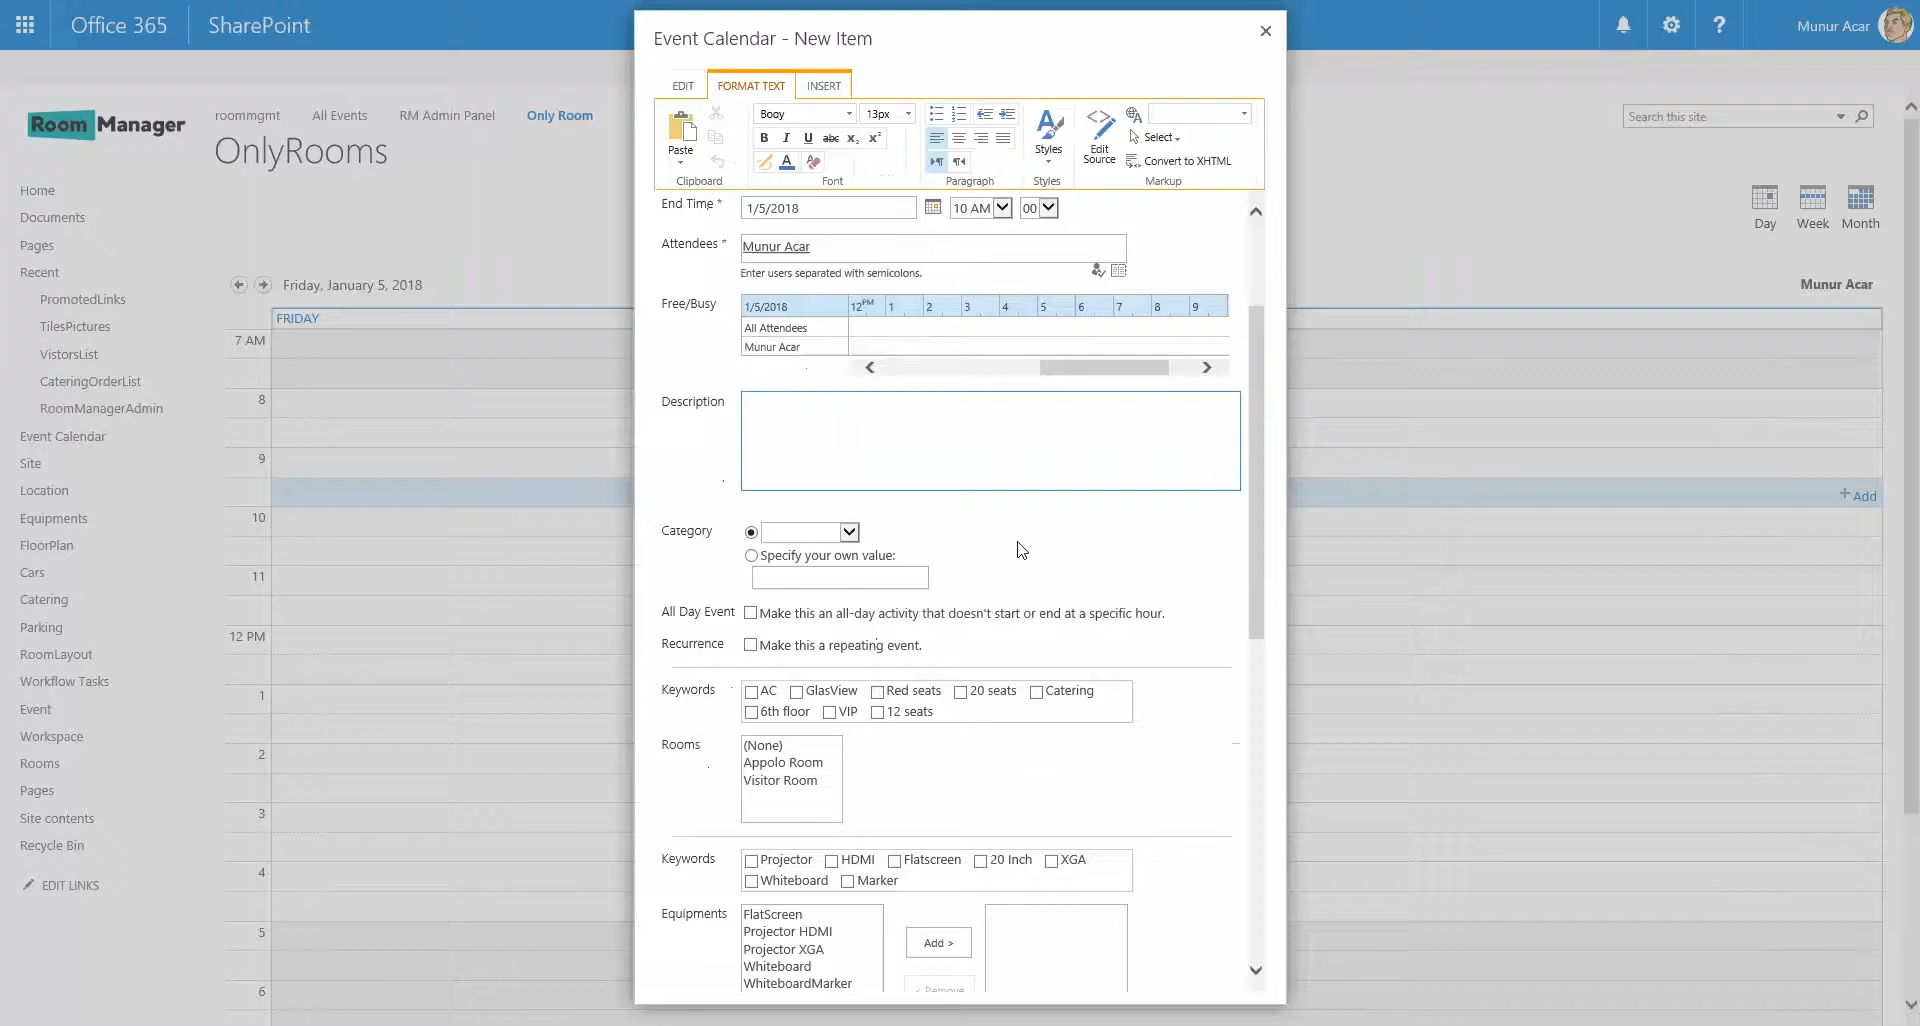 Office 365
SharePoint
Munur Acar
Room Manager
roommgmt
All Events
RM Admin Panel
Only Room
OnlyRooms
Search this site
Home
Documents
Pages
Recent
PromotedLinks
TilesPictures
VistorsList
CateringOrderList
RoomManagerAdmin
Event Calendar
Site
Location
Equipments
FloorPlan
Cars
Catering
Parking
RoomLayout
Workflow Tasks
Event
Workspace
Rooms
Pages
Site contents
Recycle Bin
EDIT LINKS
Day
Week
Month
Friday, January 5, 2018
Munur Acar
FRIDAY
7 AM
8
9
10
11
12 PM
1
2
3
4
5
6
+ Add
Event Calendar - New Item
EDIT
FORMAT TEXT
INSERT
Paste
Clipboard
Booy
13px
B I U abc x₂ x²
A
Font
Paragraph
Styles
Styles
Edit
Source
Select
Convert to XHTML
Markup
End Time *
1/5/2018
10 AM
00
Attendees *
Munur Acar
Enter users separated with semicolons.
Free/Busy
1/5/2018 12PM 1 2 3 4 5 6 7 8 9
All Attendees
Munur Acar
Description
Category
Specify your own value:
All Day Event
Make this an all-day activity that doesn't start or end at a specific hour.
Recurrence
Make this a repeating event.
Keywords
AC GlasView Red seats 20 seats Catering
6th floor VIP 12 seats
Rooms
(None)
Appolo Room
Visitor Room
Keywords
Projector HDMI Flatscreen 20 Inch XGA
Whiteboard Marker
Equipments
FlatScreen
Projector HDMI
Projector XGA
Whiteboard
WhiteboardMarker
Add >
< Remove